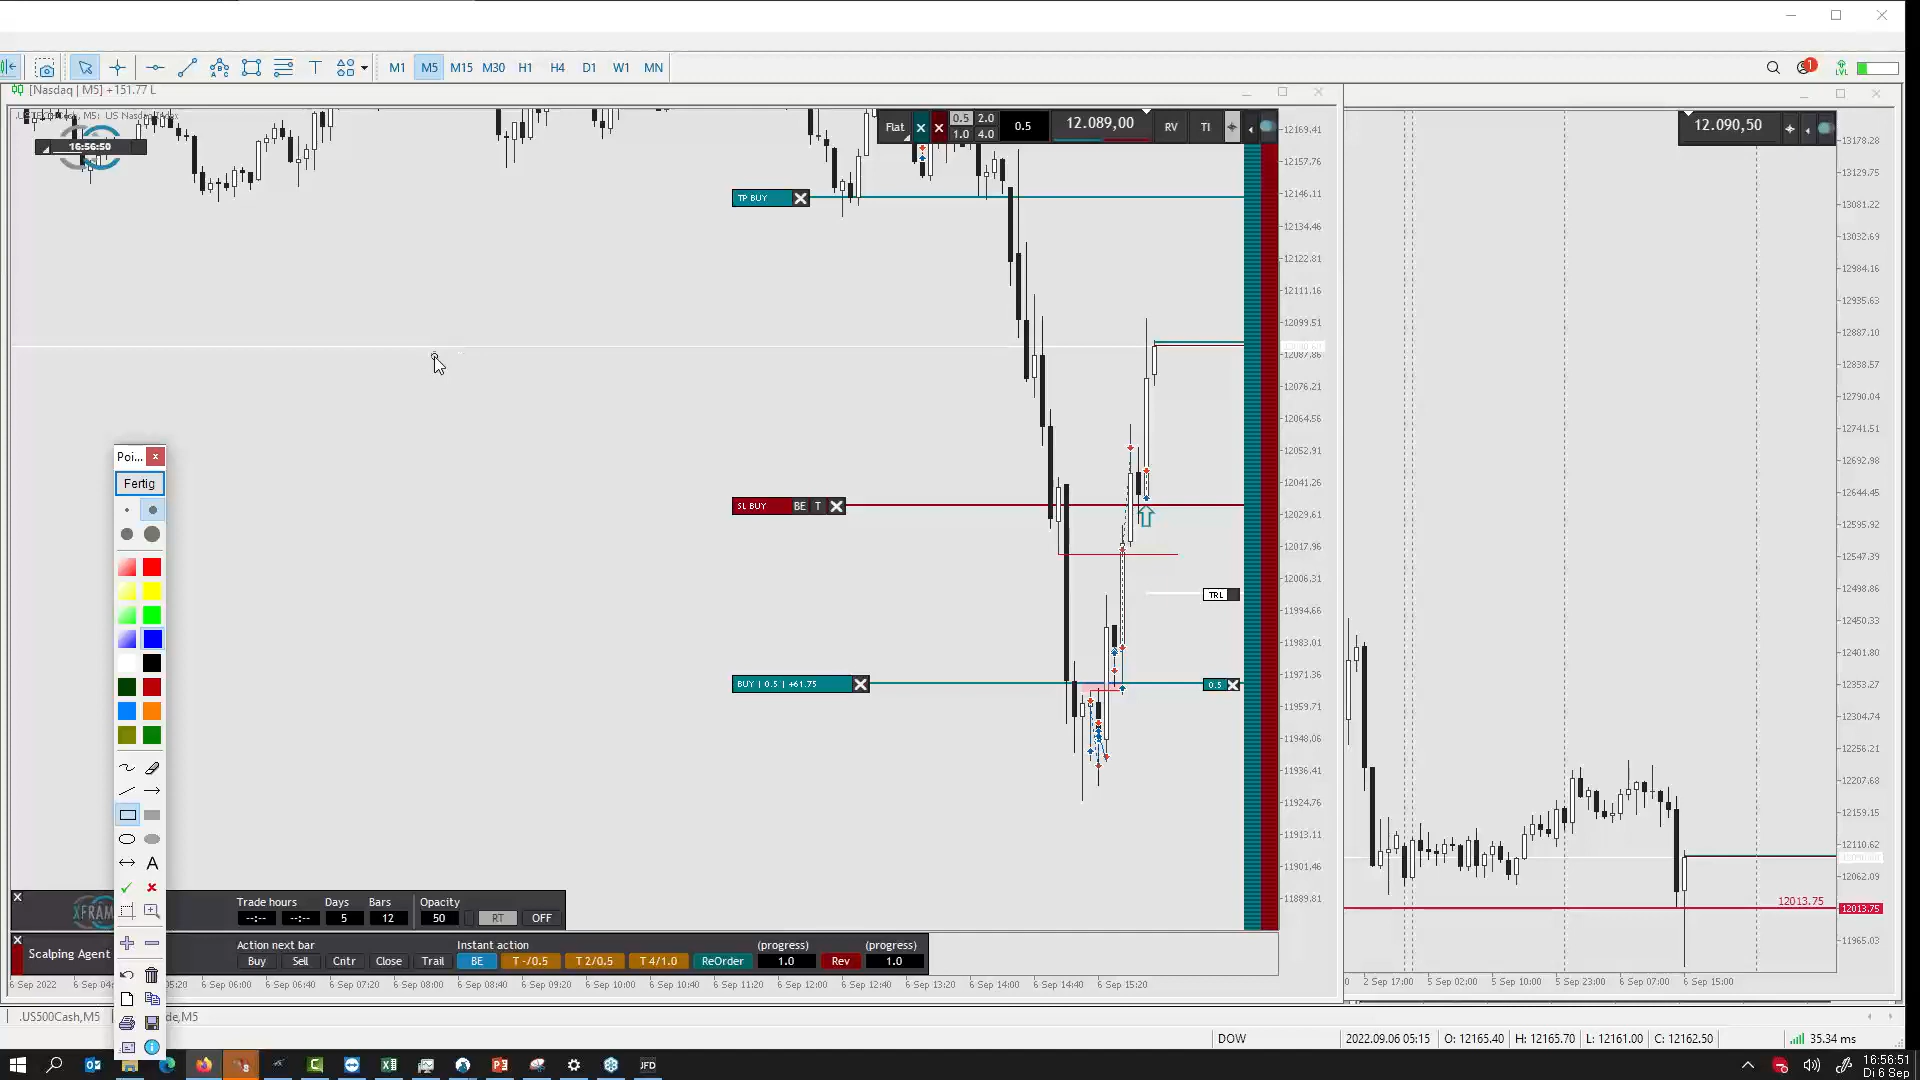 M1 M5 M15 M30 H1 H4 D1 W1 MN
1
LVL
[Nasdaq | M5] +151.77 L
16:56:50
Flat
0.5 2.0
1.0 4.0
0.5
12.089,00
RV
TI
12.090,50
TP BUY
SL BUY BE T
TRL
BUY | 0.5 | +61.75
0.5
12169.41
12157.76
12146.11
12134.46
12122.81
12111.16
12099.51
12087.86
12076.21
12064.56
12052.91
12041.26
12029.61
12017.96
12006.31
11994.66
11983.01
11971.36
11959.71
11948.06
11936.41
11924.76
11913.11
11901.46
11889.81
13178.28
13129.75
13081.22
13032.69
12984.16
12935.63
12887.10
12838.57
12790.04
12741.51
12692.98
12644.45
12595.92
12547.39
12498.86
12450.33
12401.80
12353.27
12304.74
12256.21
12207.68
12159.15
12110.62
12062.09
12013.75
12013.75
11965.03
Poi...
Fertig
A
XFRAM
Trade hours Days Bars Opacity
--:-- --:-- 5 12 50 RT OFF
Scalping Agent
Action next bar Instant action (progress) (progress)
Buy Sell Cntr Close Trail BE T -/0.5 T 2/0.5 T 4/1.0 ReOrder 1.0 Rev 1.0
6 Sep 2022 6 Sep 04: 05:20 6 Sep 06:00 6 Sep 06:40 6 Sep 07:20 6 Sep 08:00 6 Sep 08:40 6 Sep 09:20 6 Sep 10:00 6 Sep 10:40 6 Sep 11:20 6 Sep 12:00 6 Sep 12:40 6 Sep 13:20 6 Sep 14:00 6 Sep 14:40 6 Sep 15:20
0 2 Sep 17:00 5 Sep 02:00 5 Sep 10:00 5 Sep 23:00 6 Sep 07:00 6 Sep 15:00
.US500Cash,M5 de,M5
DOW 2022.09.06 05:15 O: 12165.40 H: 12165.70 L: 12161.00 C: 12162.50 35.34 ms
JFD
16:56:51
Di 6 Sep